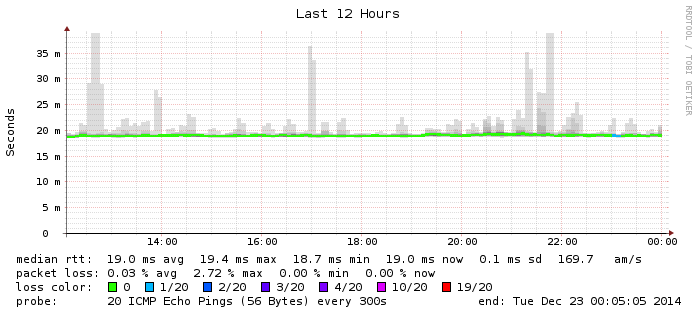 Last 12 Hours
RRDTOOL / TOBI OETIKER
Seconds
35 m
30 m
25 m
20 m
15 m
10 m
5 m
0
14:00 16:00 18:00 20:00 22:00 00:00
median rtt: 19.0 ms avg 19.4 ms max 18.7 ms min 19.0 ms now 0.1 ms sd 169.7 am/s
packet loss: 0.03 % avg 2.72 % max 0.00 % min 0.00 % now
loss color: 0 1/20 2/20 3/20 4/20 10/20 19/20
probe: 20 ICMP Echo Pings (56 Bytes) every 300s end: Tue Dec 23 00:05:05 2014